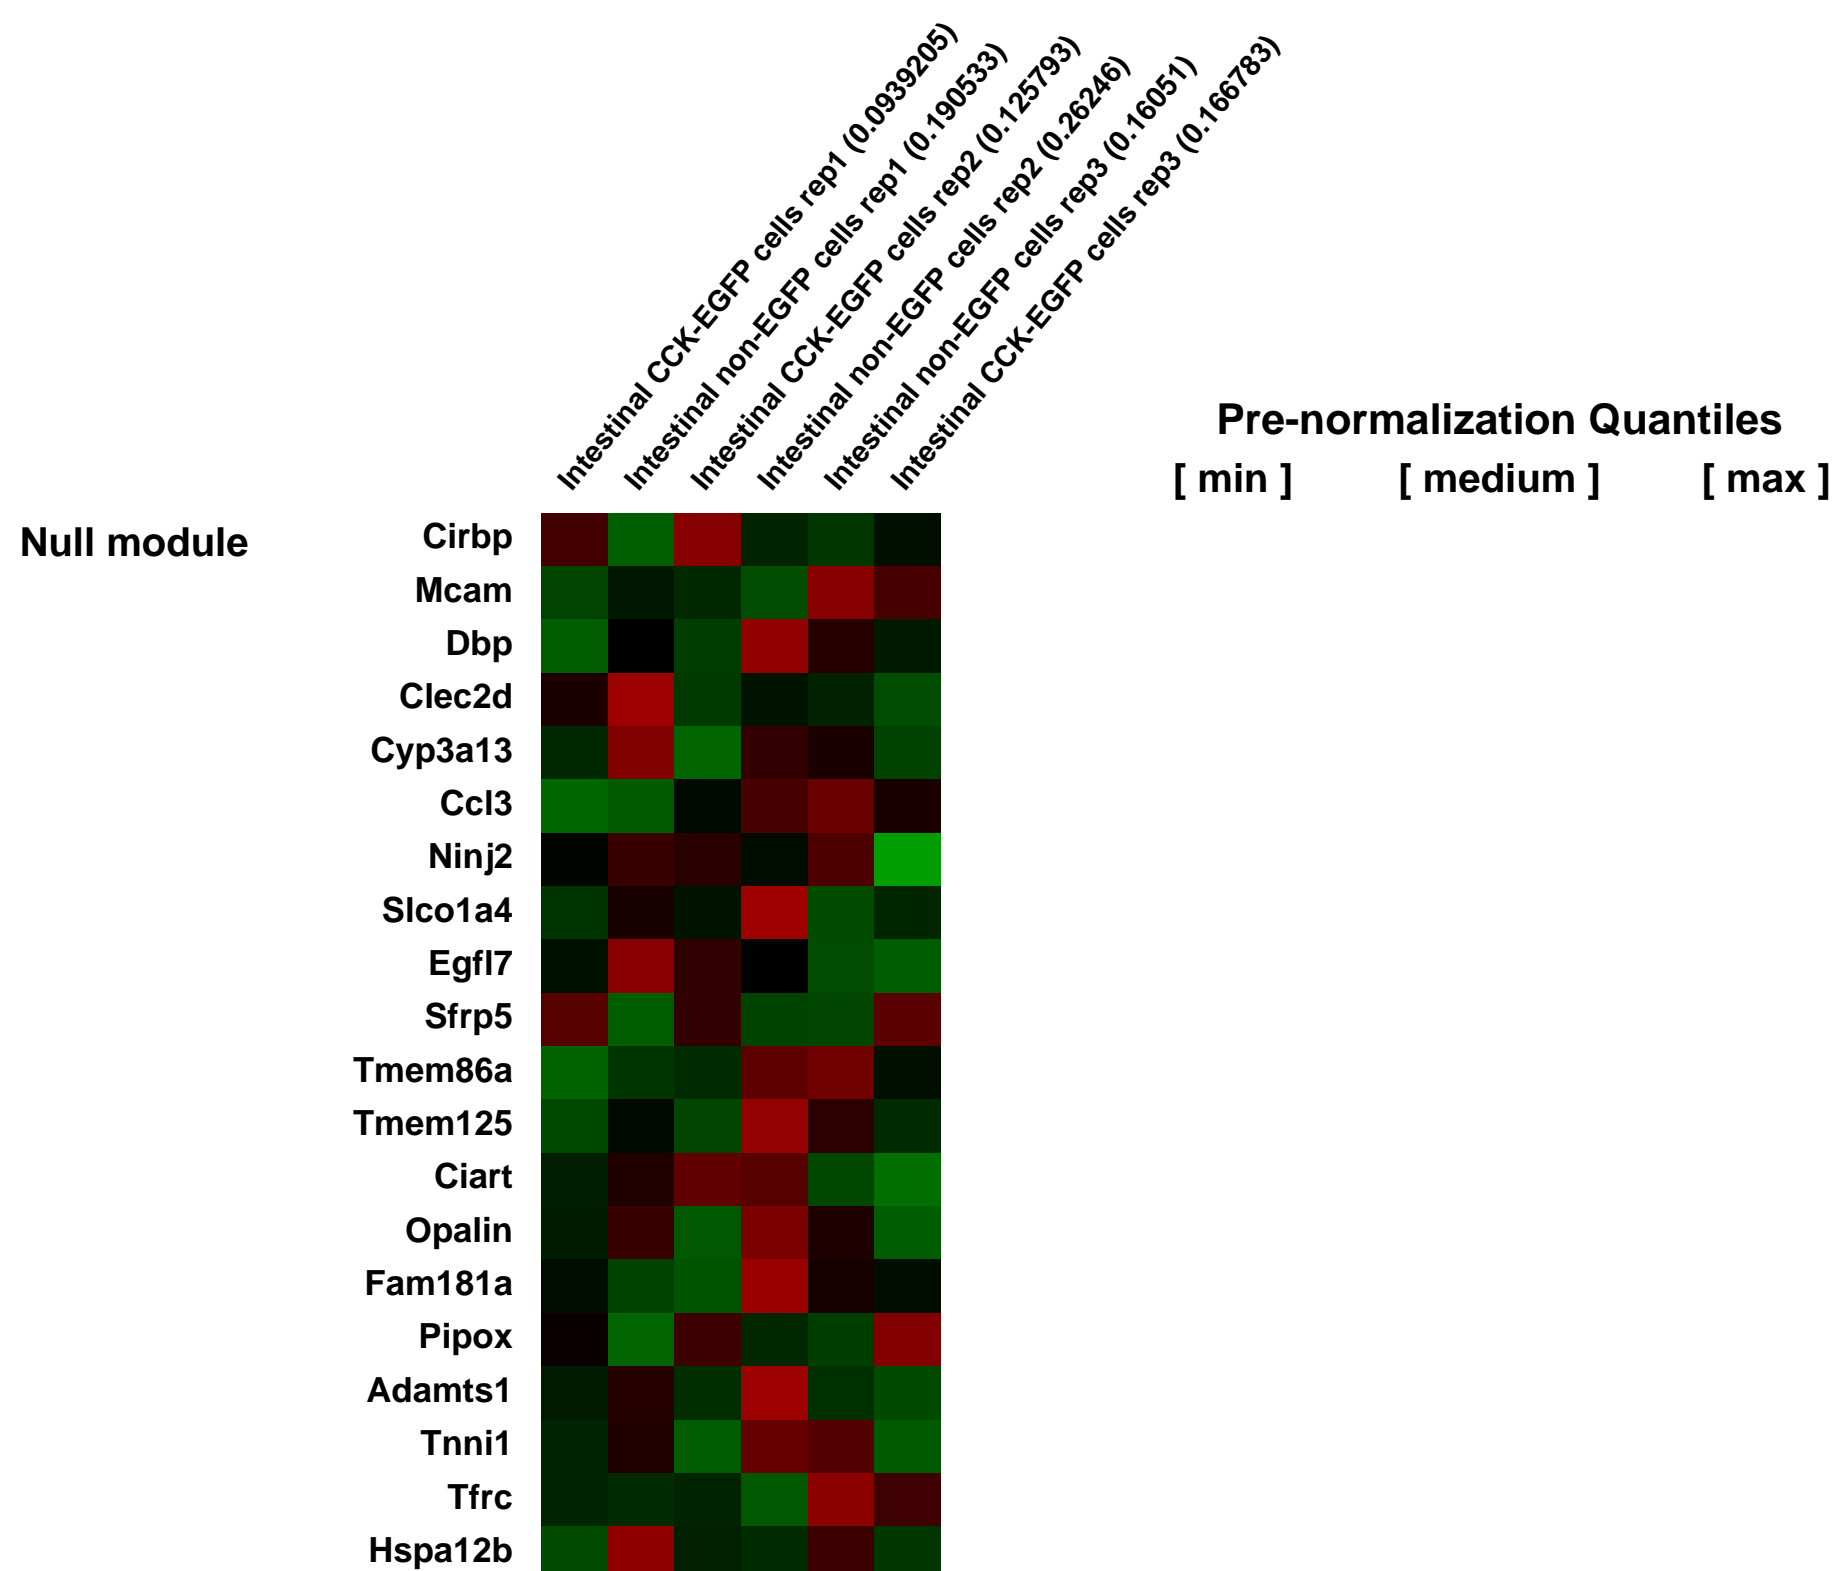 Intestinal CCK-EGFP cells rep1 (0.0939205)
Intestinal non-EGFP cells rep1 (0.190533)
Intestinal CCK-EGFP cells rep2 (0.125793)
Intestinal non-EGFP cells rep2 (0.26246)
Intestinal non-EGFP cells rep3 (0.16051)
Intestinal CCK-EGFP cells rep3 (0.166783)
Pre-normalization Quantiles
[ min ] [ medium ] [ max ]
Null module
Cirbp
Mcam
Dbp
Clec2d
Cyp3a13
Ccl3
Ninj2
Slco1a4
Egfl7
Sfrp5
Tmem86a
Tmem125
Ciart
Opalin
Fam181a
Pipox
Adamts1
Tnni1
Tfrc
Hspa12b